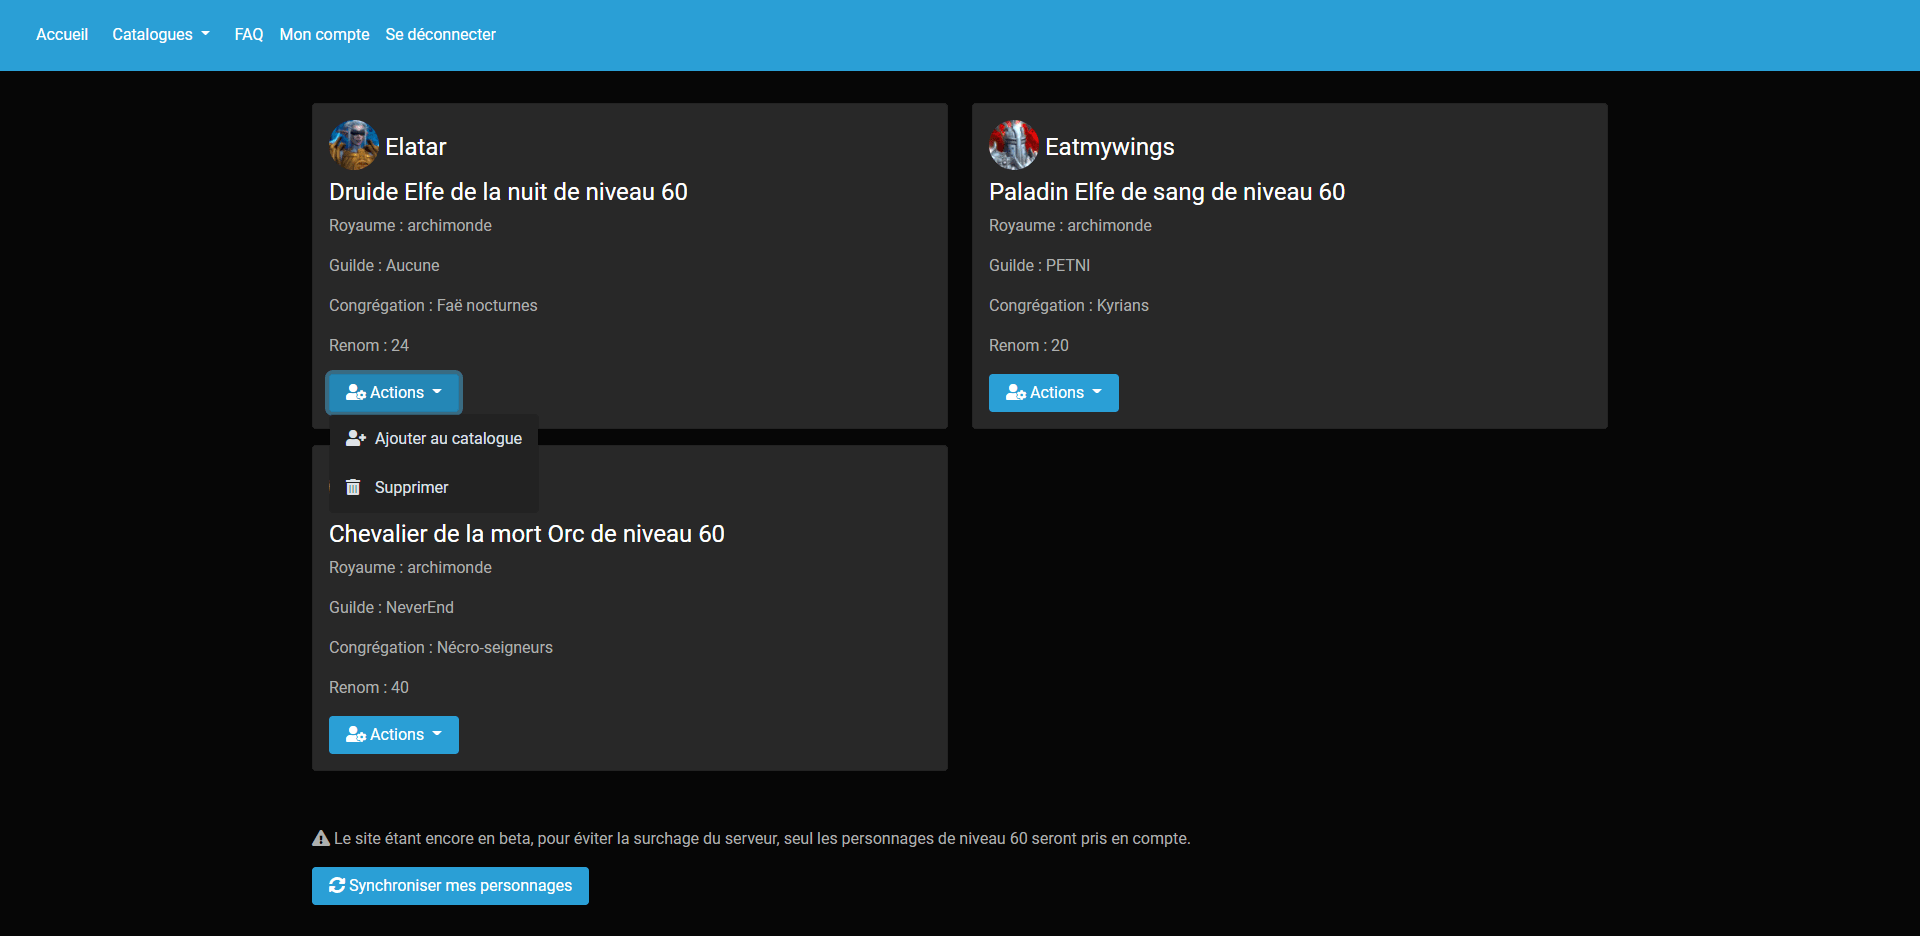 Accueil Catalogues FAQ Mon compte Se déconnecter
Elatar
Druide Elfe de la nuit de niveau 60
Royaume : archimonde
Guilde : Aucune
Congrégation : Faë nocturnes
Renom : 24
Actions
Ajouter au catalogue
Supprimer
Eatmywings
Paladin Elfe de sang de niveau 60
Royaume : archimonde
Guilde : PETNI
Congrégation : Kyrians
Renom : 20
Actions
Chevalier de la mort Orc de niveau 60
Royaume : archimonde
Guilde : NeverEnd
Congrégation : Nécro-seigneurs
Renom : 40
Actions
Le site étant encore en beta, pour éviter la surchage du serveur, seul les personnages de niveau 60 seront pris en compte.
Synchroniser mes personnages